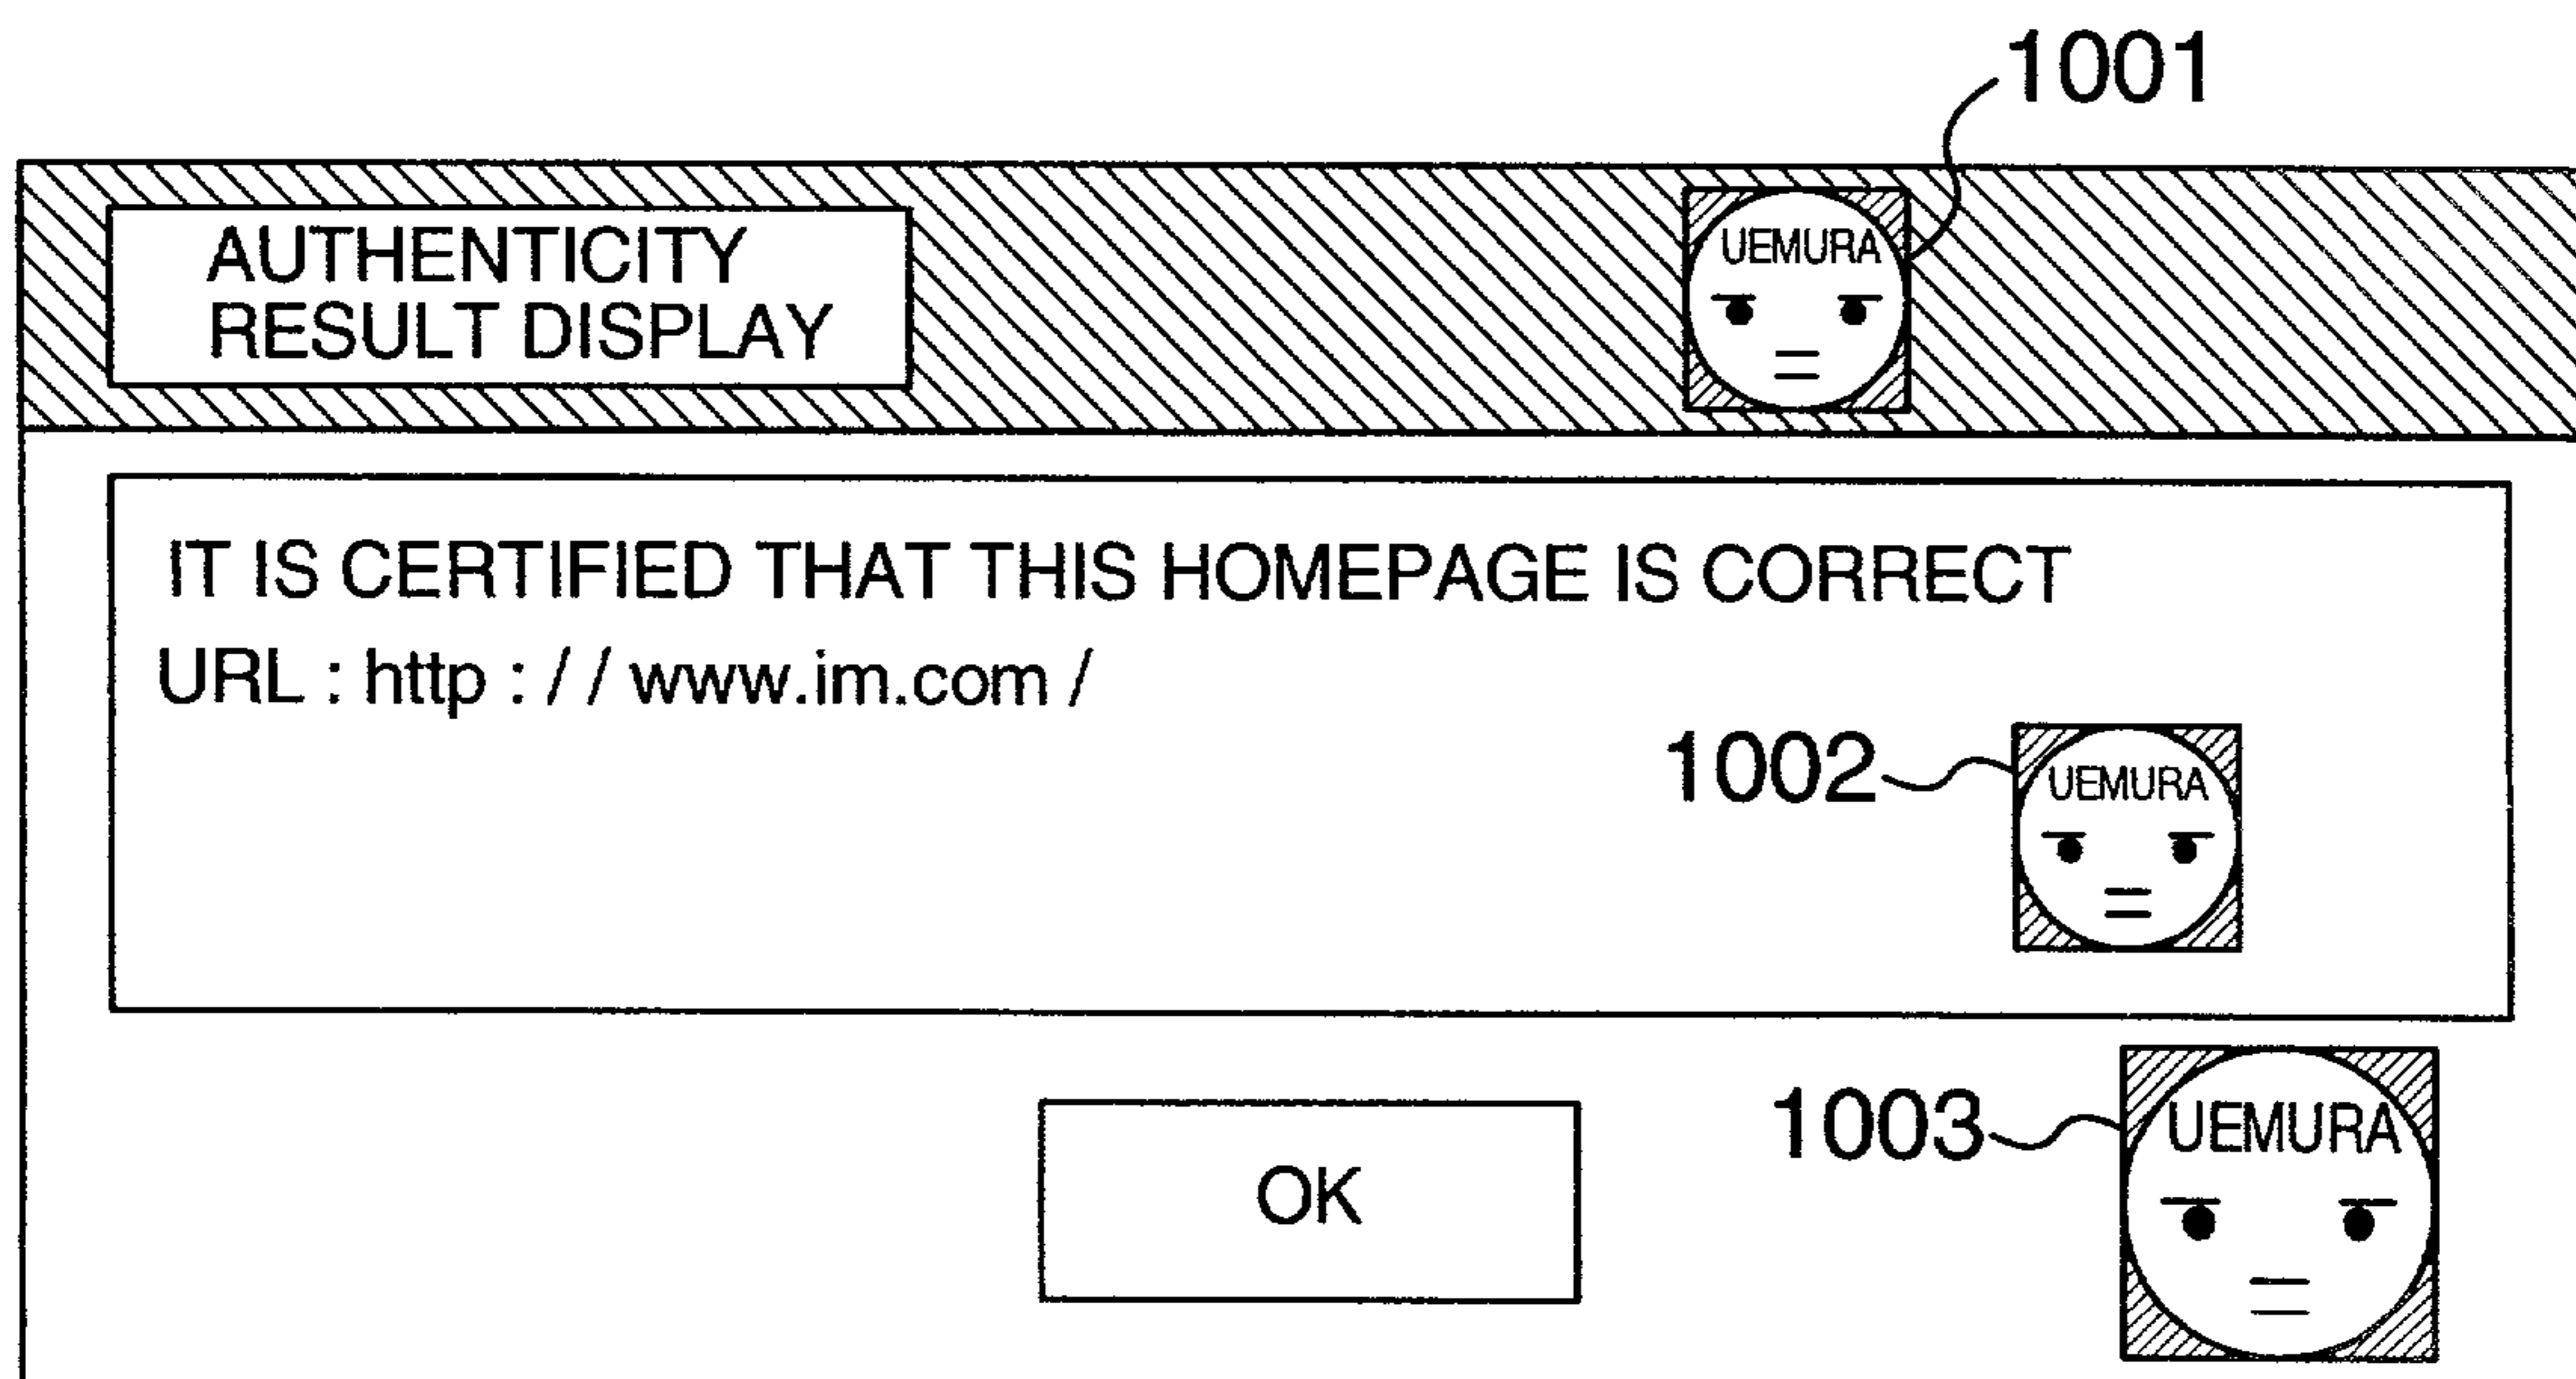 1001
AUTHENTICITY
RESULT DISPLAY
UEMURA
IT IS CERTIFIED THAT THIS HOMEPAGE IS CORRECT
URL : http : / / www.im.com /
1002
UEMURA
1003
UEMURA
OK